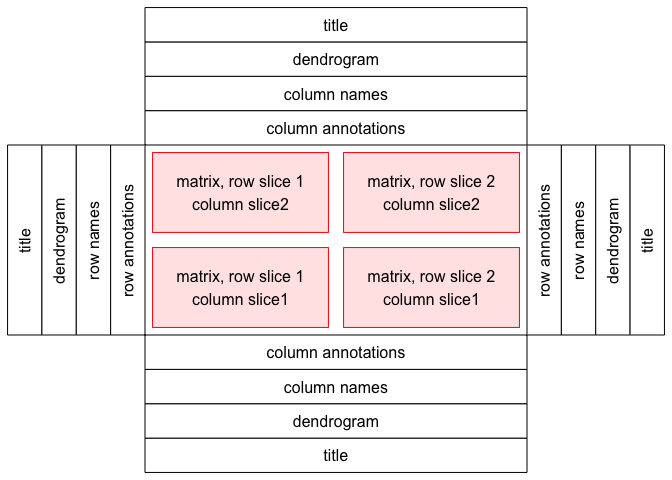 title
dendrogram
column names
column annotations
title
dendrogram
row names
row annotations
matrix, row slice 1
column slice2
matrix, row slice 2
column slice2
matrix, row slice 1
column slice1
matrix, row slice 2
column slice1
row annotations
row names
dendrogram
title
column annotations
column names
dendrogram
title